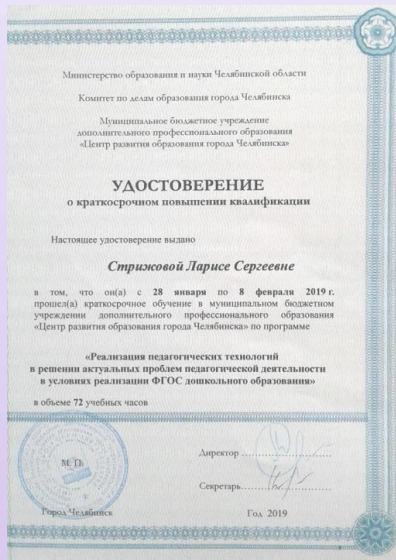 Министерство образования и науки Челябинской области
Комитет по делам образования города Челябинска
Муниципальное бюджетное учреждение
дополнительного профессионального образования
«Центр развития образования города Челябинска»
УДОСТОВЕРЕНИЕ
о краткосрочном повышении квалификации
Настоящее удостоверение выдано
Стрижовой Ларисе Сергеевне
в том, что он(а) с 28 января по 8 февраля 2019 г.
прошел(а) краткосрочное обучение в муниципальном бюджетном
учреждении дополнительного профессионального образования
«Центр развития образования города Челябинска» по программе
«Реализация педагогических технологий
в решении актуальных проблем педагогической деятельности
в условиях реализации ФГОС дошкольного образования»
в объеме 72 учебных часов
Директор
М.П.
Секретарь
Город Челябинск
Год 2019